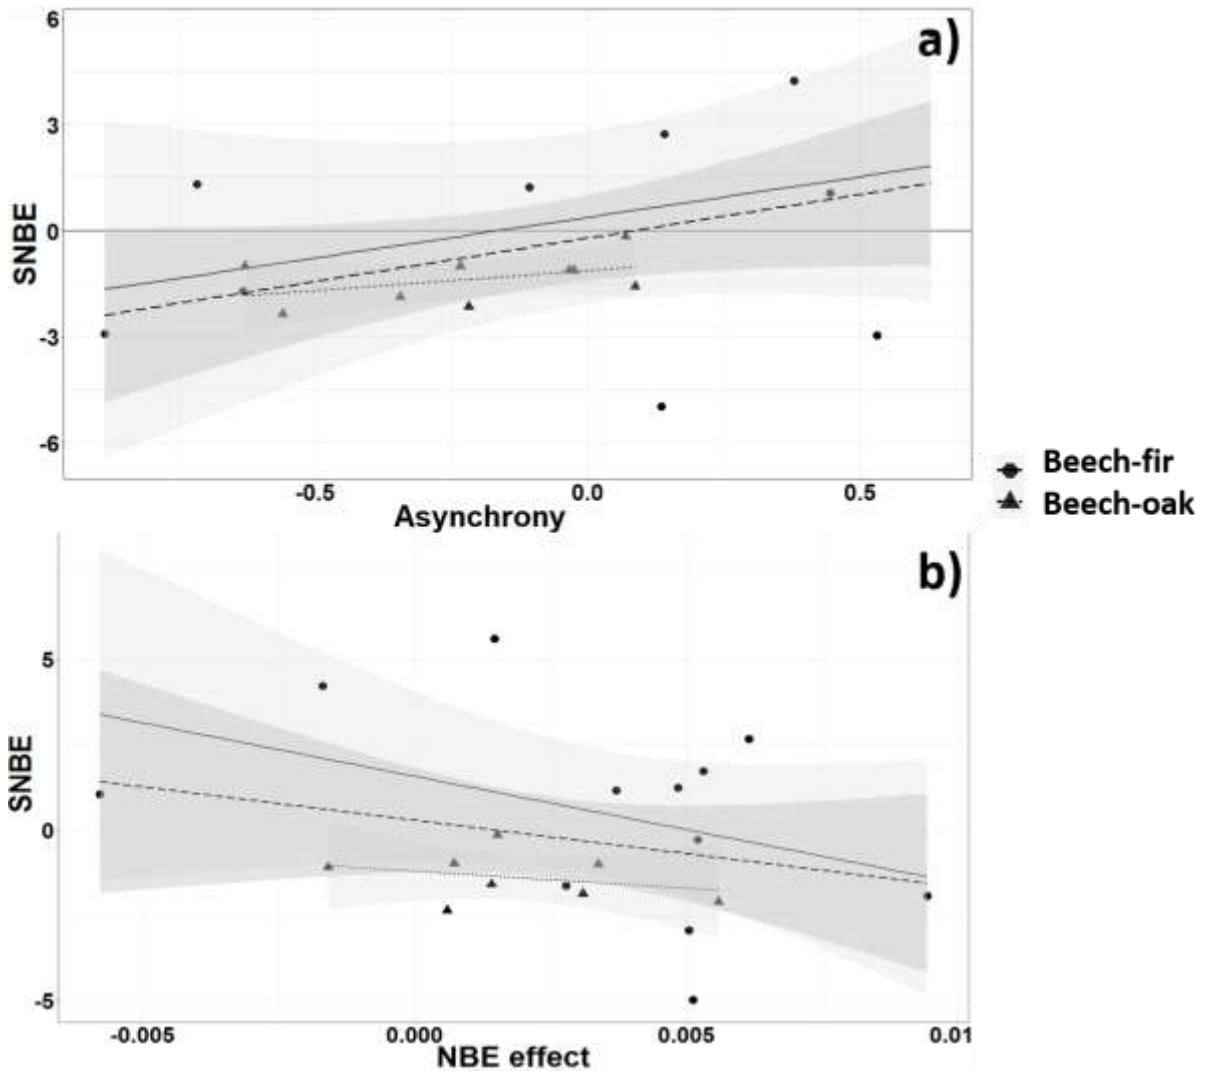 a)
6
3
0
-3
-6
SNBE
-0.5 0.0 0.5
Asynchrony
Beech-fir
Beech-oak
b)
5
0
-5
SNBE
-0.005 0.000 0.005 0.01
NBE effect